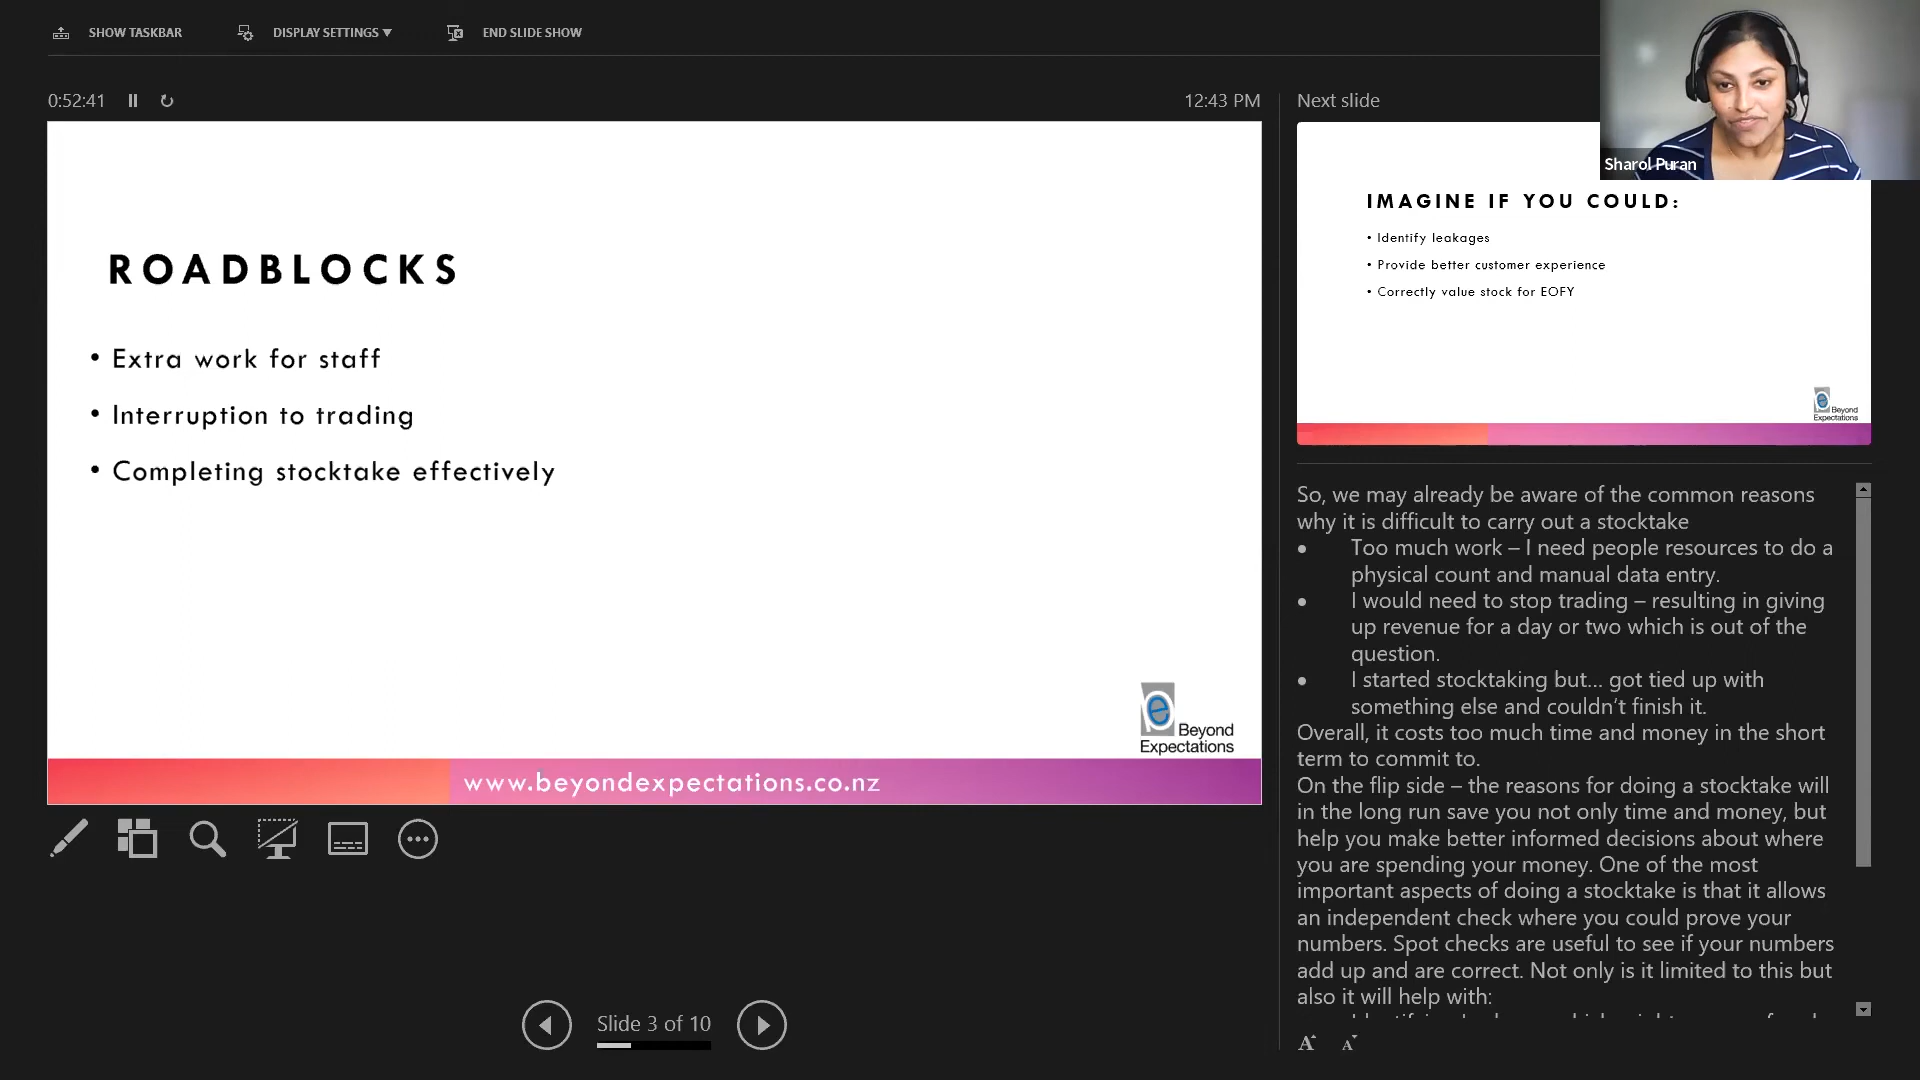 SHOW TASKBAR
DISPLAY SETTINGS ▼
END SLIDE SHOW
0:52:41
12:43 PM
ROADBLOCKS
• Extra work for staff
• Interruption to trading
• Completing stocktake effectively
Beyond
Expectations
www.beyondexpectations.co.nz
Slide 3 of 10
Next slide
Sharol Puran
IMAGINE IF YOU COULD:
• Identify leakages
• Provide better customer experience
• Correctly value stock for EOFY
Beyond
Expectations
So, we may already be aware of the common reasons
why it is difficult to carry out a stocktake
• Too much work – I need people resources to do a
physical count and manual data entry.
• I would need to stop trading – resulting in giving
up revenue for a day or two which is out of the
question.
• I started stocktaking but... got tied up with
something else and couldn't finish it.
Overall, it costs too much time and money in the short
term to commit to.
On the flip side – the reasons for doing a stocktake will
in the long run save you not only time and money, but
help you make better informed decisions about where
you are spending your money. One of the most
important aspects of doing a stocktake is that it allows
an independent check where you could prove your
numbers. Spot checks are useful to see if your numbers
add up and are correct. Not only is it limited to this but
also it will help with:
A A